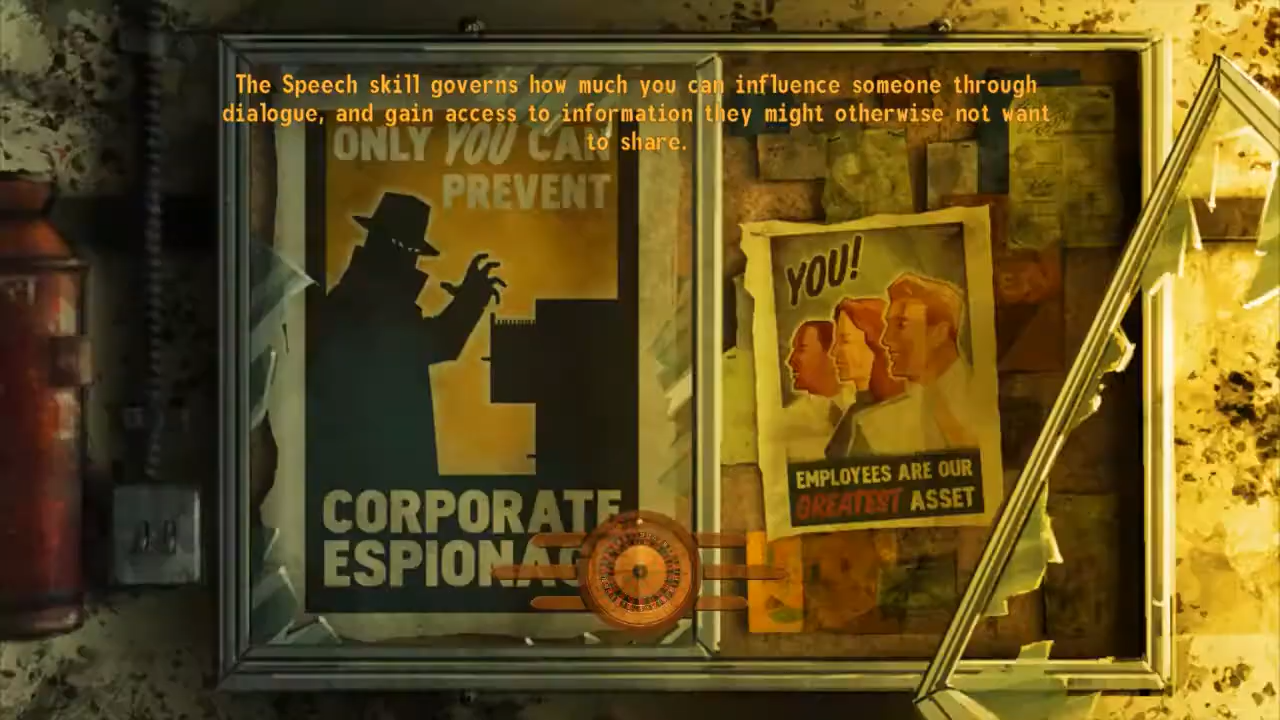 The Speech skill governs how much you can influence someone through
dialogue, and gain access to information they might otherwise not want
to share.
ONLY YOU CAN
PREVENT
CORPORATE
YOU!
EMPLOYEES ARE OUR
GREATEST ASSET